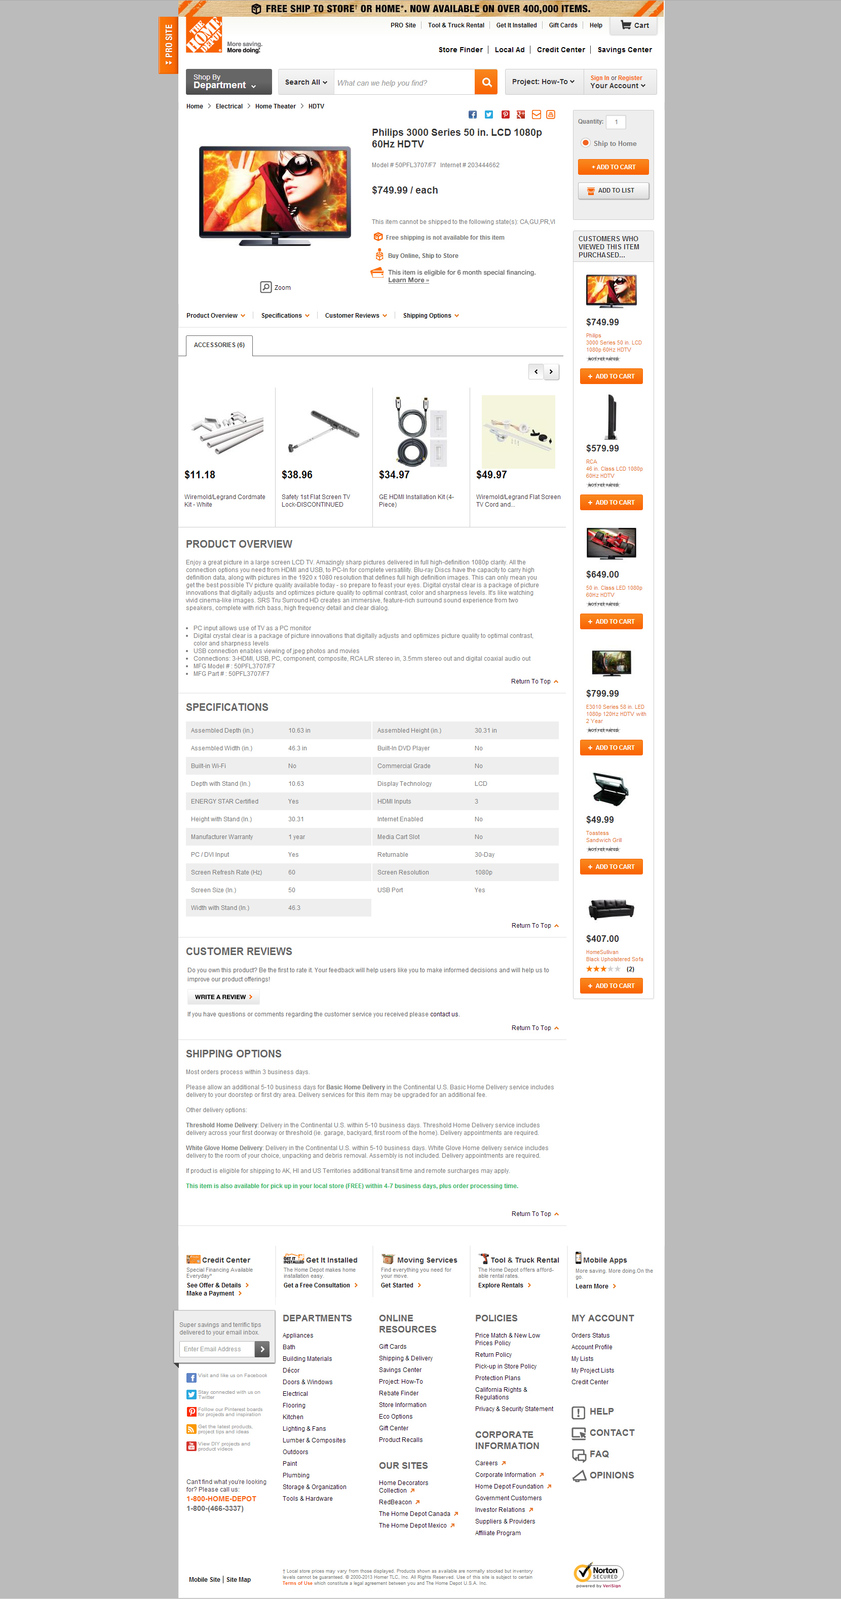 FREE SHIP TO STORE* OR HOME*. NOW AVAILABLE ON OVER 400,000 ITEMS.
PRO SITE
THE HOME DEPOT
More saving.
More doing.
PRO Site | Tool & Truck Rental | Get It Installed | Gift Cards | Help
Cart
Store Finder | Local Ad | Credit Center | Savings Center
Shop By
Department
Search All
What can we help you find?
Project: How-To
Sign In or Register
Your Account
Home > Electrical > Home Theater > HDTV
Philips 3000 Series 50 in. LCD 1080p
60Hz HDTV
Model # 50PFL3707/F7 Internet # 203444662
$749.99 / each
This item cannot be shipped to the following state(s): CA,GU,PR,VI
Free shipping is not available for this item
Buy Online, Ship to Store
This item is eligible for 6 month special financing.
Learn More »
Zoom
Quantity: 1
Ship to Home
+ ADD TO CART
ADD TO LIST
Product Overview
Specifications
Customer Reviews
Shipping Options
ACCESSORIES (6)
$11.18
Wiremold/Legrand Cordmate
Kit - White
$38.96
Safety 1st Flat Screen TV
Lock-DISCONTINUED
$34.97
GE HDMI Installation Kit (4-
Piece)
$49.97
Wiremold/Legrand Flat Screen
TV Cord and...
CUSTOMERS WHO
VIEWED THIS ITEM
PURCHASED...
$749.99
Philips
3000 Series 50 in. LCD
1080p 60Hz HDTV
NOT YET RATED
+ ADD TO CART
$579.99
RCA
46 in. Class LCD 1080p
60Hz HDTV
NOT YET RATED
+ ADD TO CART
$649.00
50 in. Class LED 1080p
60Hz HDTV
+ ADD TO CART
$799.99
E3010 Series 50 in. LED
1080p 120Hz HDTV with
2 Year
NOT YET RATED
+ ADD TO CART
$49.99
Toastess
Sandwich Grill
NOT YET RATED
+ ADD TO CART
$407.00
HomeSullivan
Black Upholstered Sofa
(2)
+ ADD TO CART
PRODUCT OVERVIEW
Enjoy a great picture in a large screen LCD TV. Amazingly sharp pictures delivered in full high-definition 1080p clarity. All the
connection options you need from HDMI and USB, to PC-in for complete versatility. Blu-ray Discs have the capacity to carry high
definition data, along with pictures in the 1920 x 1080 resolution that defines full high definition images. This can only mean you
get the best possible TV picture quality available today - so prepare to feast your eyes. Digital crystal clear is a package of picture
innovations that digitally adjusts and optimizes picture quality to optimal contrast, color and sharpness levels. It's like watching
vivid cinema-like images. SRS Tru Surround HD creates an immersive, feature-rich surround sound experience from two
speakers, complete with rich bass, high frequency detail and clear dialog.
• PC input allows use of TV as a PC monitor
• Digital crystal clear is a package of picture innovations that digitally adjusts and optimizes picture quality to optimal contrast,
color and sharpness levels
• USB connection enables viewing of jpeg photos and movies
• Connections: 3-HDMI, USB, PC, component, composite, RCA L/R stereo in, 3.5mm stereo out and digital coaxial audio out
• MFG Model # : 50PFL3707/F7
• MFG Part # : 50PFL3707/F7
Return To Top
SPECIFICATIONS
Assembled Depth (in.) 10.63 in Assembled Height (in.) 30.31 in
Assembled Width (in.) 46.3 in Built-In DVD Player No
Built-in Wi-Fi No Commercial Grade No
Depth with Stand (In.) 10.63 Display Technology LCD
ENERGY STAR Certified Yes HDMI Inputs 3
Height with Stand (In.) 30.31 Internet Enabled No
Manufacturer Warranty 1 year Media Cart Slot No
PC / DVI Input Yes Returnable 30-Day
Screen Refresh Rate (Hz) 60 Screen Resolution 1080p
Screen Size (In.) 50 USB Port Yes
Width with Stand (In.) 46.3
Return To Top
CUSTOMER REVIEWS
Do you own this product? Be the first to rate it. Your feedback will help users like you to make informed decisions and will help us to
improve our product offerings!
WRITE A REVIEW
If you have questions or comments regarding the customer service you received please contact us.
Return To Top
SHIPPING OPTIONS
Most orders process within 3 business days.
Please allow an additional 5-10 business days for Basic Home Delivery in the Continental U.S. Basic Home Delivery service includes
delivery to your doorstep or first dry area. Delivery services for this item may be upgraded for an additional fee.
Other delivery options:
Threshold Home Delivery: Delivery in the Continental U.S. within 5-10 business days. Threshold Home Delivery service includes
delivery across your first doorway or threshold (ie. garage, backyard, first room of the home). Delivery appointments are required.
White Glove Home Delivery: Delivery in the Continental U.S. within 5-10 business days. White Glove Home delivery service includes
delivery to the room of your choice, unpacking and debris removal. Assembly is not included. Delivery appointments are required.
If product is eligible for shipping to AK, HI and US Territories additional transit time and remote surcharges may apply.
This item is also available for pick up in your local store (FREE) within 4-7 business days, plus order processing time.
Return To Top
Credit Center
Special Financing Available
Everyday*
See Offer & Details
Make a Payment
GET IT INSTALLED
Get It Installed
The Home Depot makes home
installation easy.
Get a Free Consultation
Moving Services
Find everything you need for
your move.
Get Started
Tool & Truck Rental
The Home Depot offers afford-
able rental rates.
Explore Rentals
Mobile Apps
More saving. More doing On the
go.
Learn More
Super savings and terrific tips
delivered to your email inbox.
Enter Email Address
Visit and like us on Facebook
Stay connected with us on
Twitter
Follow our Pinterest boards
for projects and inspiration
Get the latest products,
project tips and ideas
View DIY projects and
product videos
Can't find what you're looking
for? Please call us:
1-800-HOME-DEPOT
1-800-(466-3337)
DEPARTMENTS
Appliances
Bath
Building Materials
Décor
Doors & Windows
Electrical
Flooring
Kitchen
Lighting & Fans
Lumber & Composites
Outdoors
Paint
Plumbing
Storage & Organization
Tools & Hardware
ONLINE
RESOURCES
Gift Cards
Shipping & Delivery
Savings Center
Project: How-To
Rebate Finder
Store Information
Eco Options
Gift Center
Product Recalls
OUR SITES
Home Decorators
Collection
RedBeacon
The Home Depot Canada
The Home Depot Mexico
POLICIES
Price Match & New Low
Prices Policy
Return Policy
Pick-up in Store Policy
Protection Plans
California Rights &
Regulations
Privacy & Security Statement
CORPORATE
INFORMATION
Careers
Corporate Information
Home Depot Foundation
Government Customers
Investor Relations
Suppliers & Providers
Affiliate Program
MY ACCOUNT
Orders Status
Account Profile
My Lists
My Project Lists
Credit Center
HELP
CONTACT
FAQ
OPINIONS
Mobile Site | Site Map
† Local store prices may vary from those displayed. Products shown as available are normally stocked but inventory
levels cannot be guaranteed. © 2000-2013 Homer TLC, Inc. All Rights Reserved. Use of this site is subject to certain
Terms of Use which constitute a legal agreement between you and The Home Depot U.S.A. Inc.
Norton
SECURED
powered by VeriSign